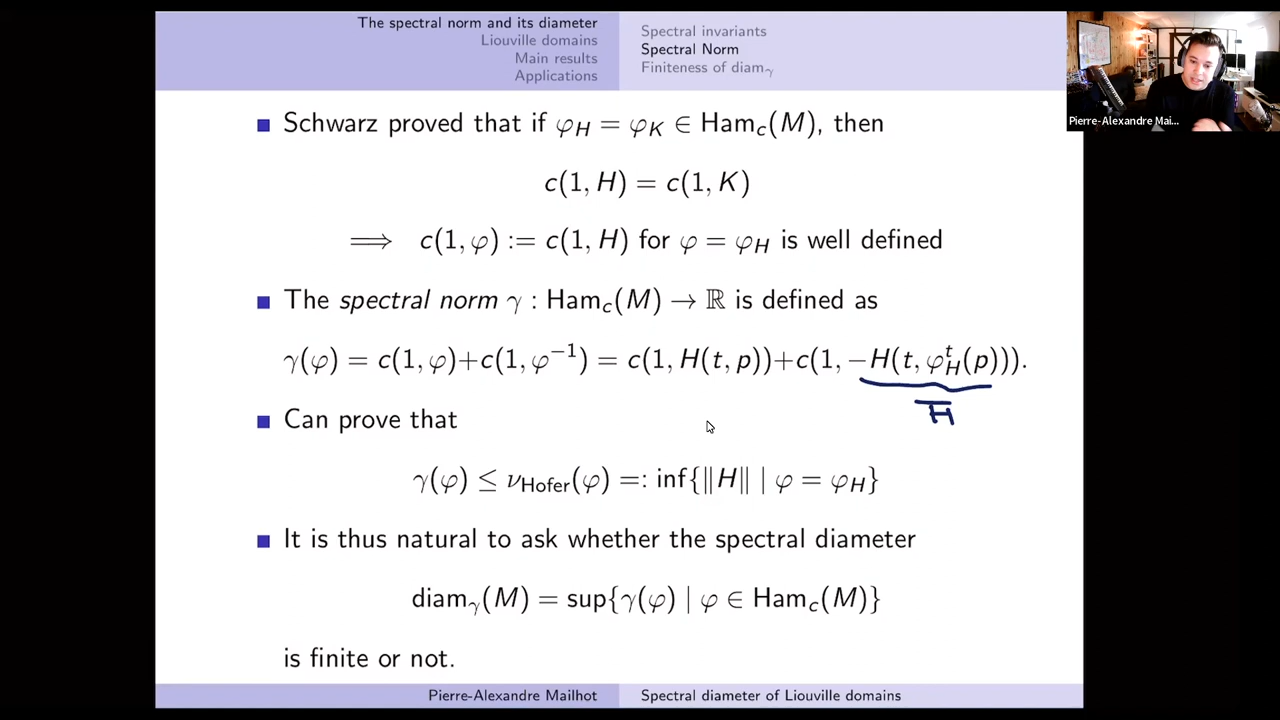 The spectral norm and its diameter
Liouville domains
Main results
Applications
Spectral invariants
Spectral Norm
Finiteness of diam_γ
Pierre-Alexandre Mai...
Schwarz proved that if φ_H = φ_K ∈ Ham_c(M), then
c(1, H) = c(1, K)
⟹ c(1, φ) := c(1, H) for φ = φ_H is well defined
The spectral norm γ : Ham_c(M) → ℝ is defined as
γ(φ) = c(1, φ)+c(1, φ^{-1}) = c(1, H(t, p))+c(1, −H(t, φ_H^t(p))).
H̅
Can prove that
γ(φ) ≤ ν_Hofer(φ) =: inf{‖H‖ | φ = φ_H}
It is thus natural to ask whether the spectral diameter
diam_γ(M) = sup{γ(φ) | φ ∈ Ham_c(M)}
is finite or not.
Pierre-Alexandre Mailhot
Spectral diameter of Liouville domains